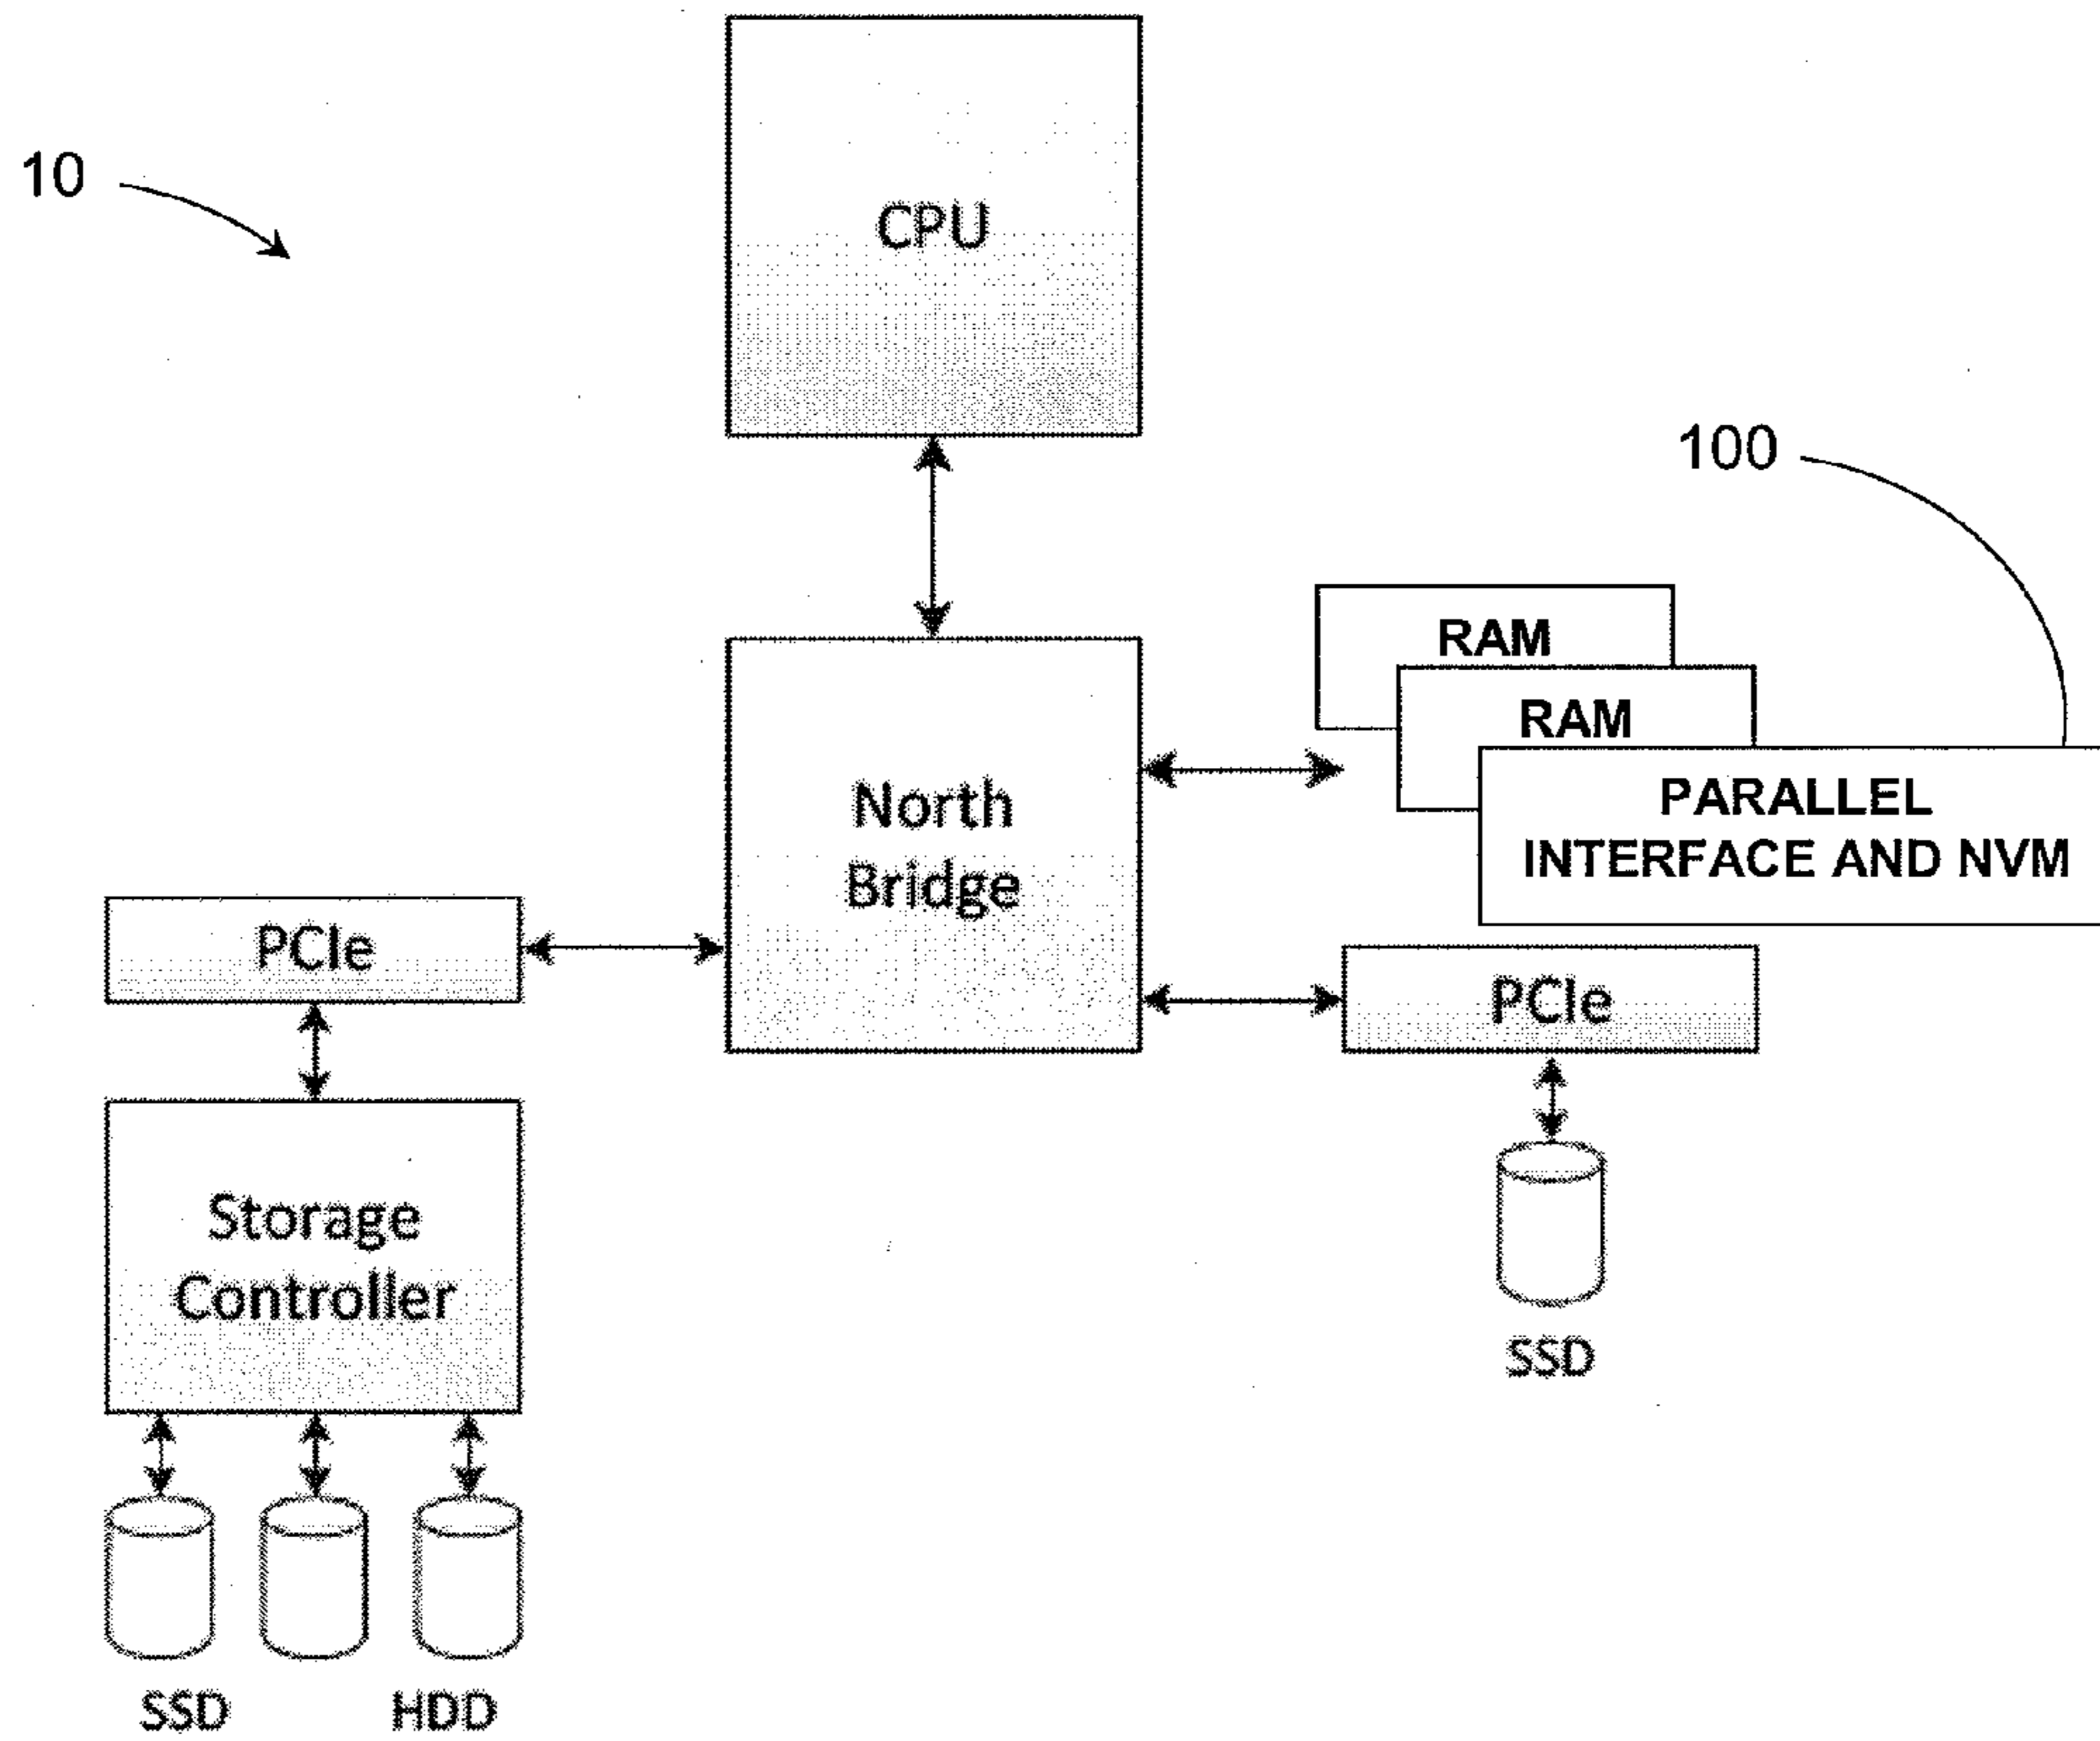 10
CPU
100
RAM
RAM
PARALLEL
INTERFACE AND NVM
North
Bridge
PCIe
PCIe
Storage
Controller
SSD
SSD
HDD